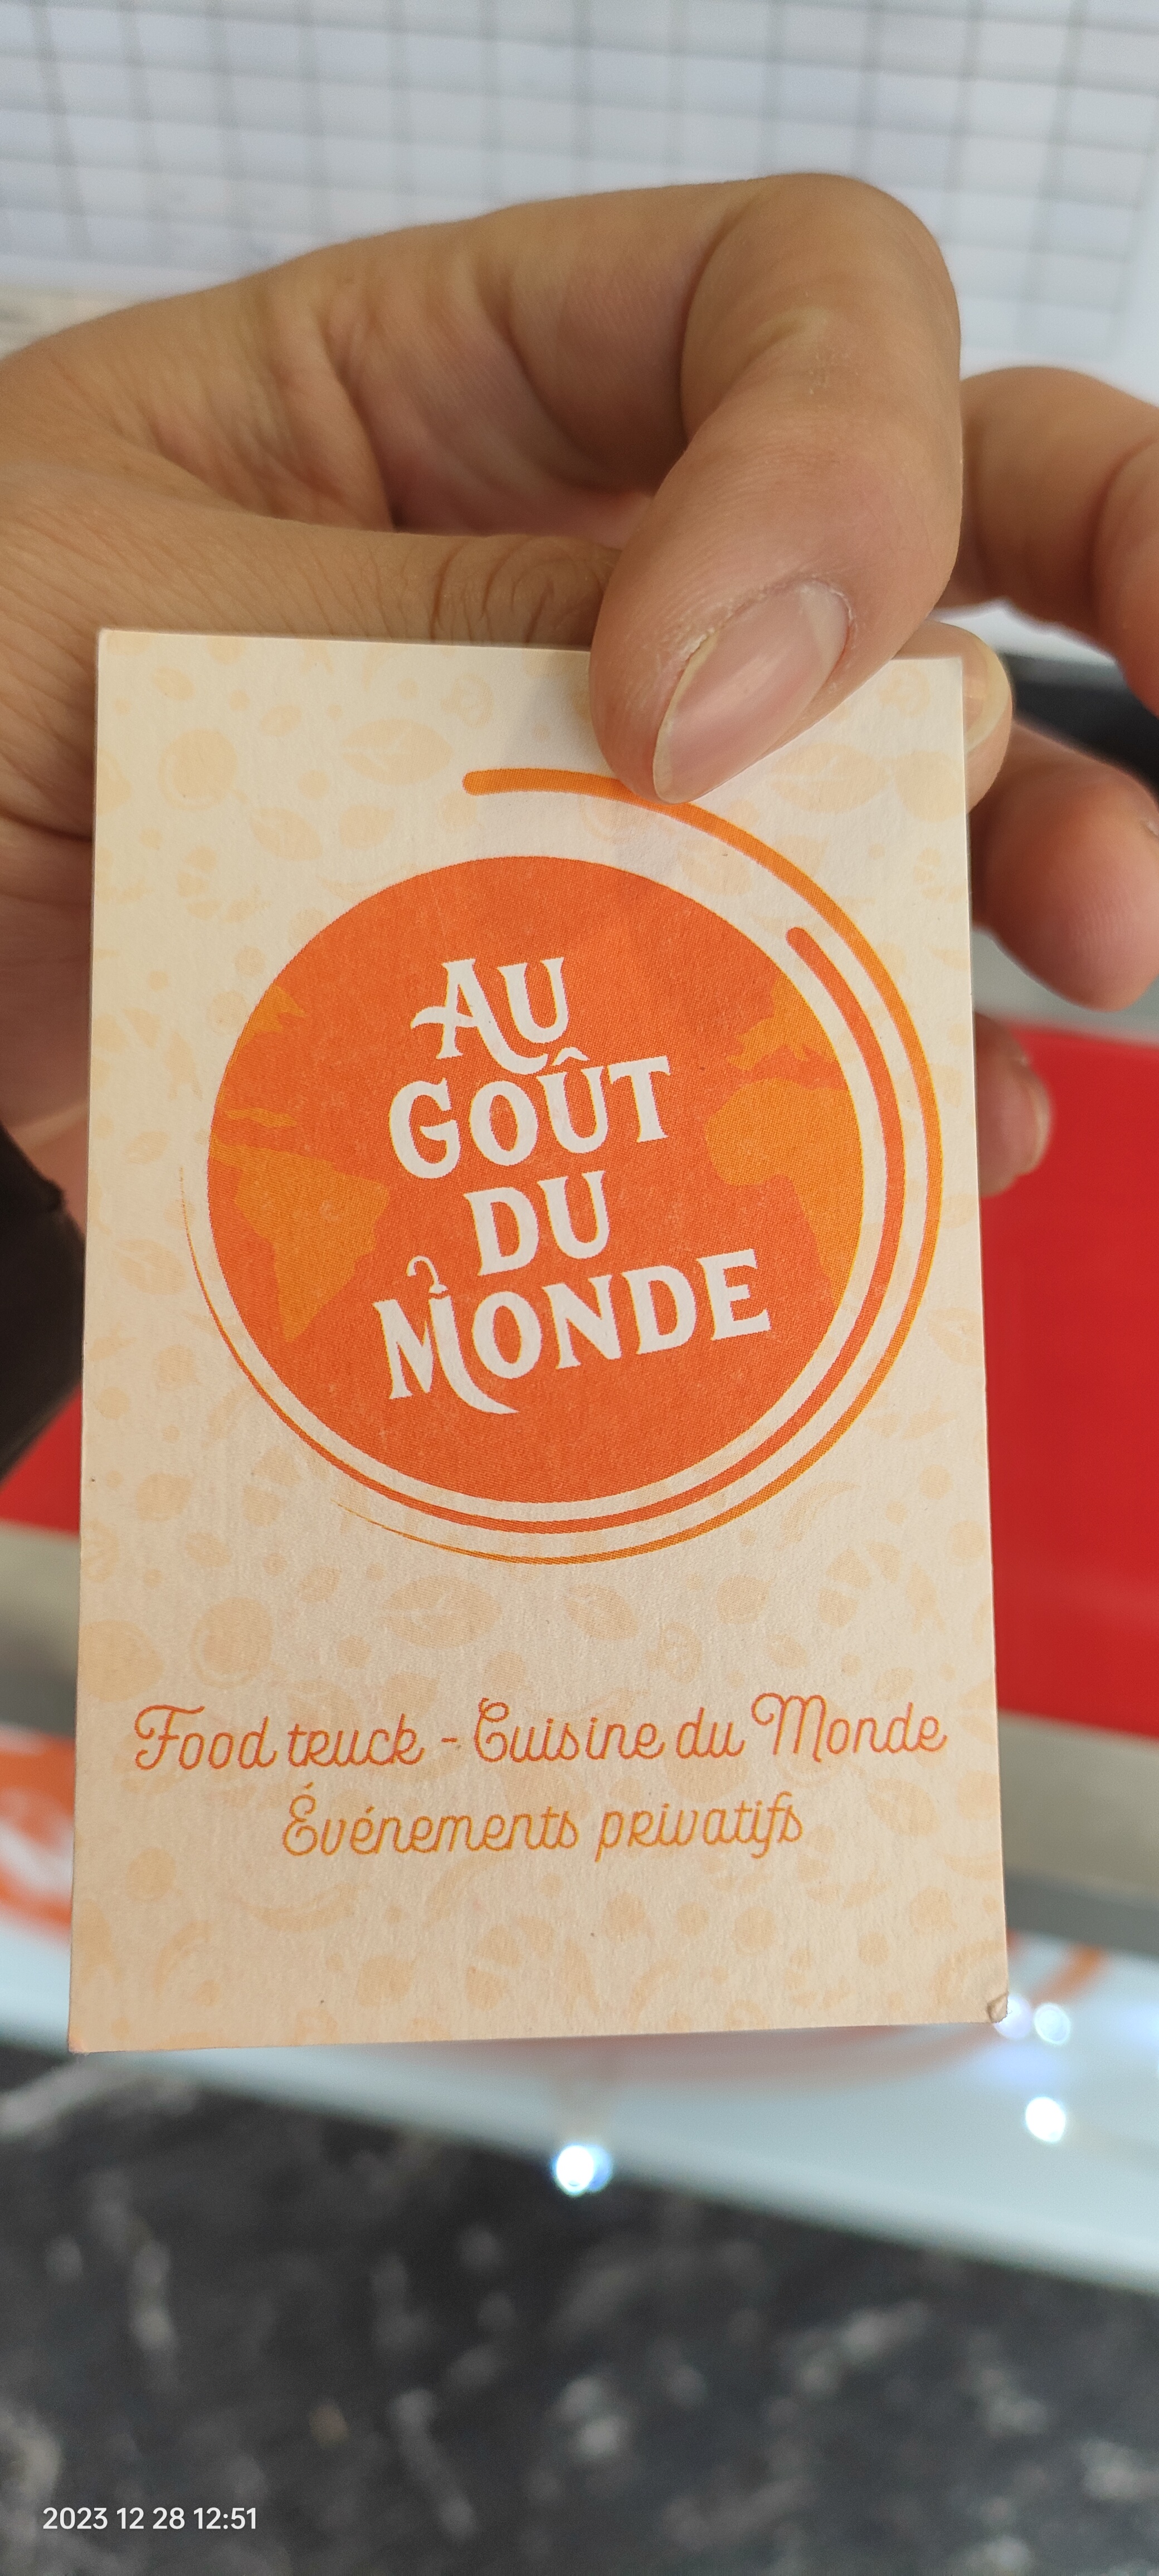 AU
GOÛT
DU
MONDE
Food truck - Cuisine du Monde
Événements privatifs
2023 12 28 12:51